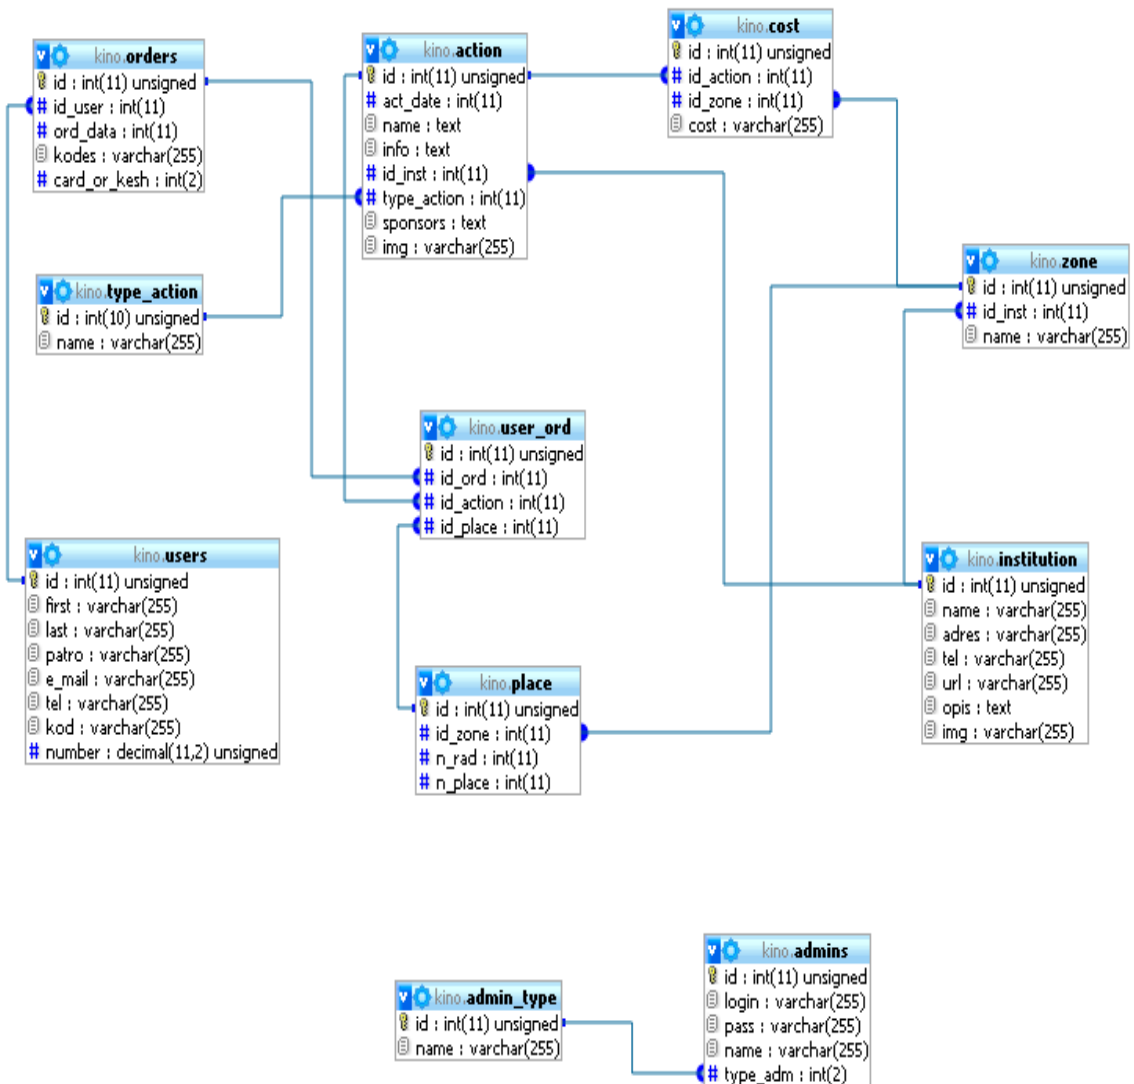 kino.orders
id : int(11) unsigned
id_user : int(11)
ord_data : int(11)
kodes : varchar(255)
card_or_kesh : int(2)
kino.action
id : int(11) unsigned
act_date : int(11)
name : text
info : text
id_inst : int(11)
type_action : int(11)
sponsors : text
img : varchar(255)
kino.cost
id : int(11) unsigned
id_action : int(11)
id_zone : int(11)
cost : varchar(255)
kino.zone
id : int(11) unsigned
id_inst : int(11)
name : varchar(255)
kino.type_action
id : int(10) unsigned
name : varchar(255)
kino.user_ord
id : int(11) unsigned
id_ord : int(11)
id_action : int(11)
id_place : int(11)
kino.users
id : int(11) unsigned
first : varchar(255)
last : varchar(255)
patro : varchar(255)
e_mail : varchar(255)
tel : varchar(255)
kod : varchar(255)
number : decimal(11,2) unsigned
kino.institution
id : int(11) unsigned
name : varchar(255)
adres : varchar(255)
tel : varchar(255)
url : varchar(255)
opis : text
img : varchar(255)
kino.place
id : int(11) unsigned
id_zone : int(11)
n_rad : int(11)
n_place : int(11)
kino.admin_type
id : int(11) unsigned
name : varchar(255)
kino.admins
id : int(11) unsigned
login : varchar(255)
pass : varchar(255)
name : varchar(255)
type_adm : int(2)